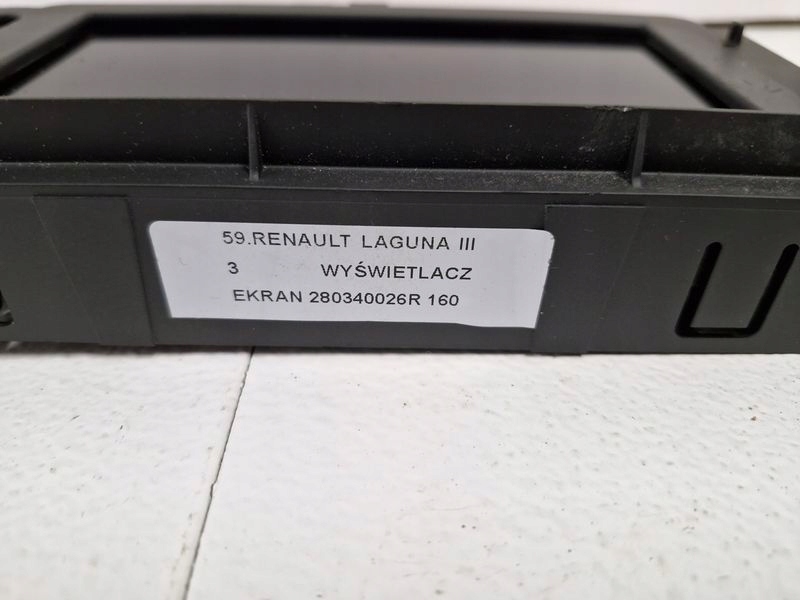 59.RENAULT LAGUNA III
3 WYŚWIETLACZ
EKRAN 280340026R 160